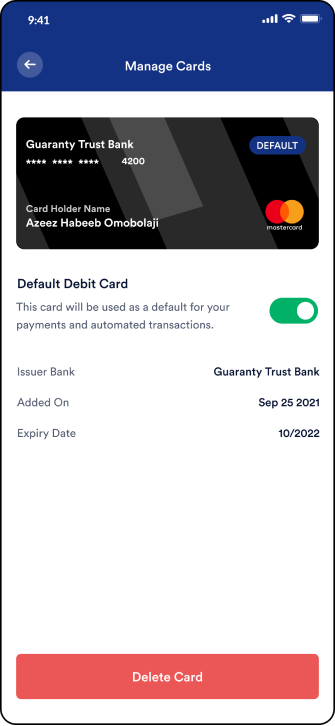 9:41
Manage Cards
Guaranty Trust Bank
DEFAULT
**** **** **** 4200
Card Holder Name
Azeez Habeeb Omobolaji
mastercard
Default Debit Card
This card will be used as a default for your
payments and automated transactions.
Issuer Bank Guaranty Trust Bank
Added On Sep 25 2021
Expiry Date 10/2022
Delete Card